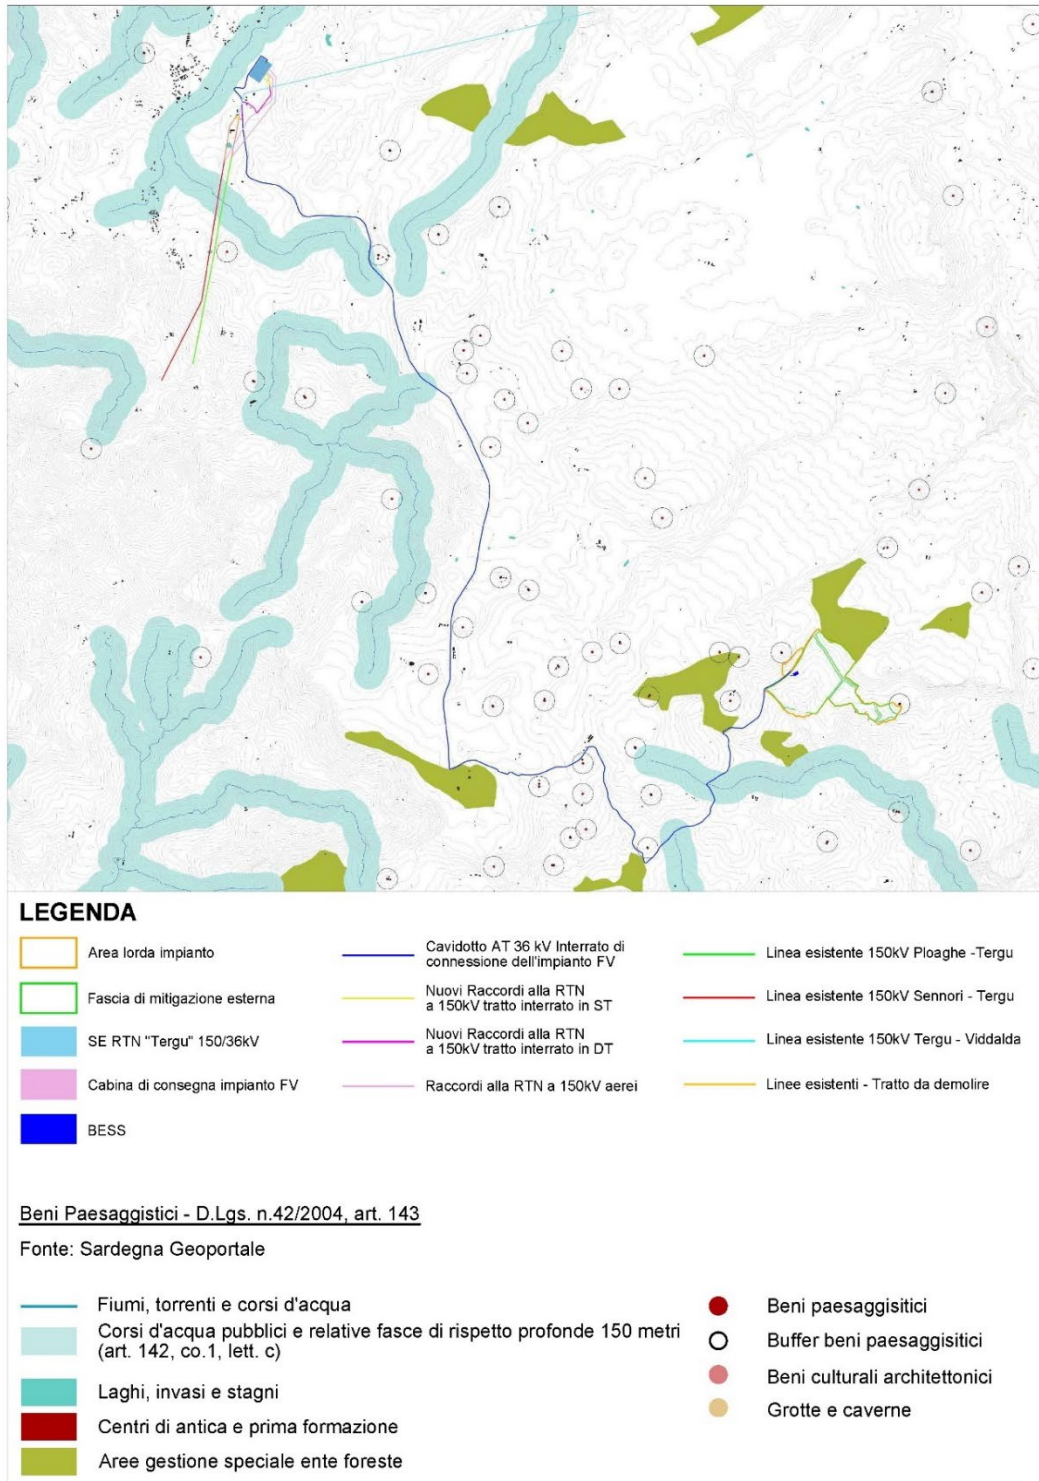 LEGENDA
Area lorda impianto
Fascia di mitigazione esterna
SE RTN "Tergu" 150/36kV
Cabina di consegna impianto FV
BESS
Cavidotto AT 36 kV Interrato di
connessione dell'impianto FV
Nuovi Raccordi alla RTN
a 150kV tratto interrato in ST
Nuovi Raccordi alla RTN
a 150kV tratto interrato in DT
Raccordi alla RTN a 150kV aerei
Linea esistente 150kV Ploaghe -Tergu
Linea esistente 150kV Sennori - Tergu
Linea esistente 150kV Tergu - Viddalda
Linee esistenti - Tratto da demolire
Beni Paesaggistici - D.Lgs. n.42/2004, art. 143
Fonte: Sardegna Geoportale
Fiumi, torrenti e corsi d'acqua
Corsi d'acqua pubblici e relative fasce di rispetto profonde 150 metri
(art. 142, co.1, lett. c)
Laghi, invasi e stagni
Centri di antica e prima formazione
Aree gestione speciale ente foreste
Beni paesaggisitici
Buffer beni paesaggisitici
Beni culturali architettonici
Grotte e caverne